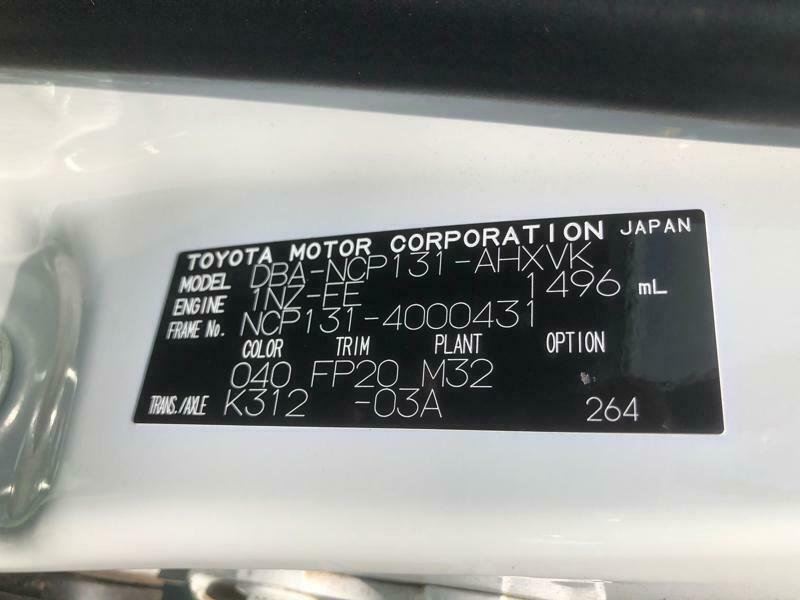 TOYOTA MOTOR CORPORATION JAPAN
MODEL DBA-NCP131-AHXVK
ENGINE 1NZ-FE 1496 mL
FRAME No. NCP131-4000431
COLOR TRIM PLANT OPTION
040 FP20 M32
TRANS./AXLE K312 -03A 264